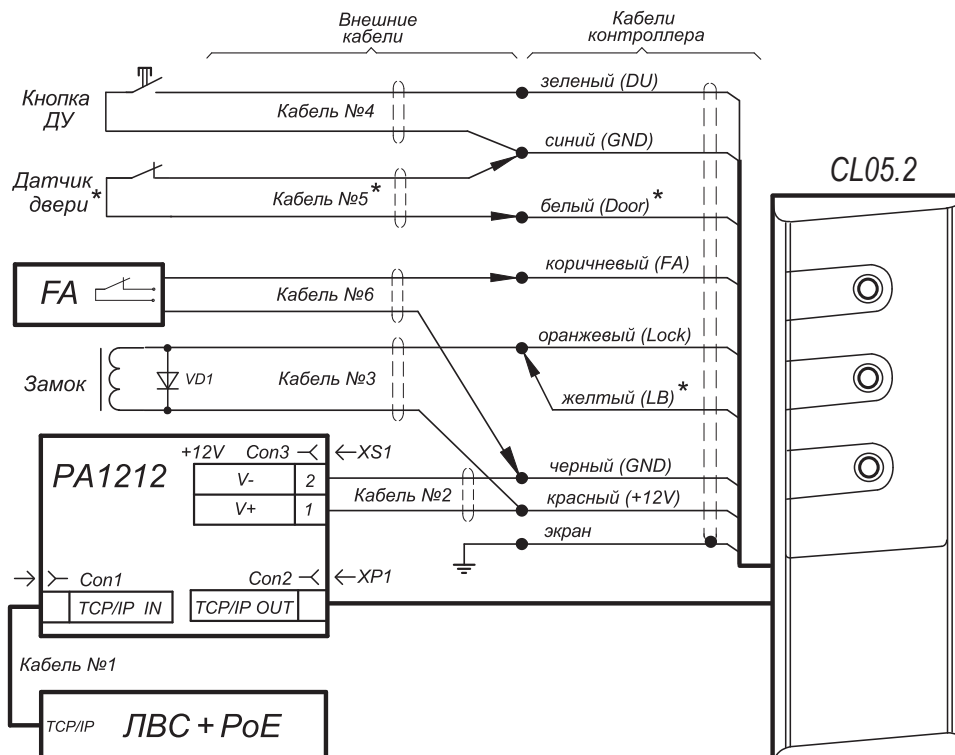 Внешние
кабели
Кабели
контроллера
Кнопка
ДУ
Кабель №4
зеленый (DU)
синий (GND)
CL05.2
Датчик
двери*
Кабель №5*
белый (Door)*
FA
Кабель №6
коричневый (FA)
оранжевый (Lock)
Замок
VD1
Кабель №3
желтый (LB)*
PA1212
+12V Con3
XS1
V- 2
V+ 1
Кабель №2
черный (GND)
красный (+12V)
экран
Con1
Con2
XP1
TCP/IP IN
TCP/IP OUT
Кабель №1
TCP/IP
ЛВС + PoE